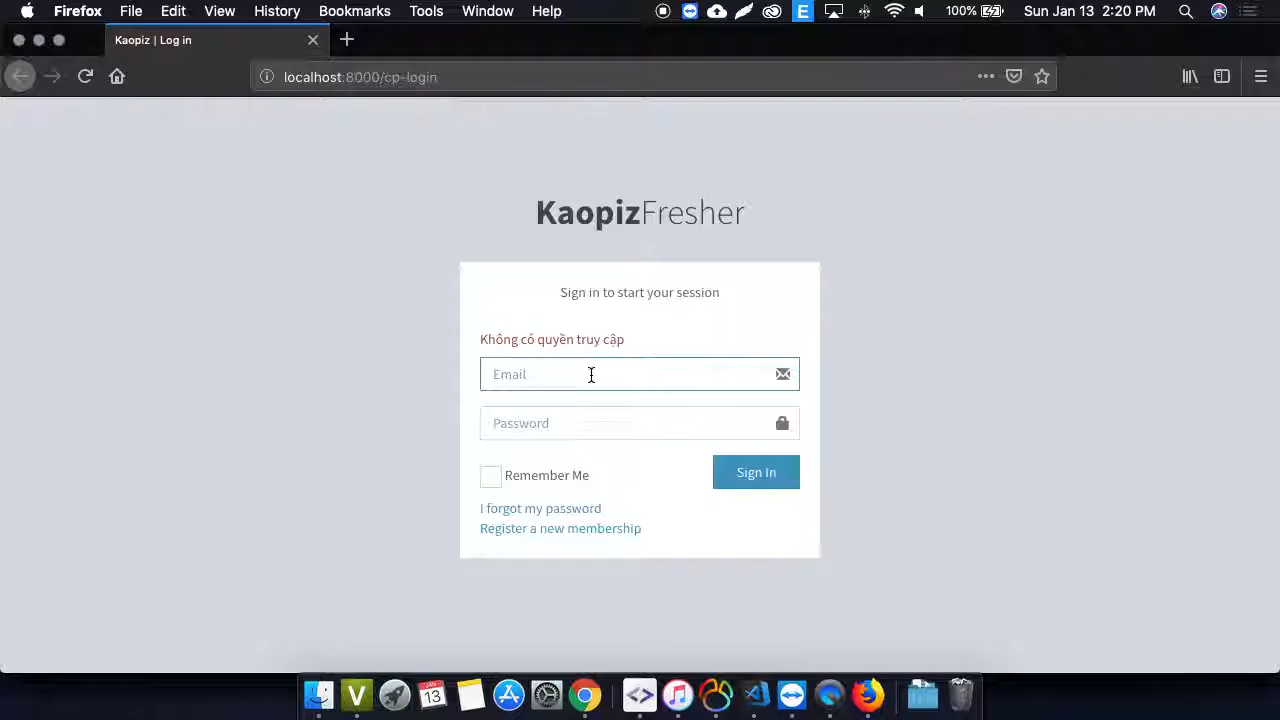 Firefox File Edit View History Bookmarks Tools Window Help E 100% Sun Jan 13 2:20 PM
Kaopiz | Log in
localhost:8000/cp-login
KaopizFresher
Sign in to start your session
Không có quyền truy cập
Email
Password
Remember Me
Sign In
I forgot my password
Register a new membership
V 13